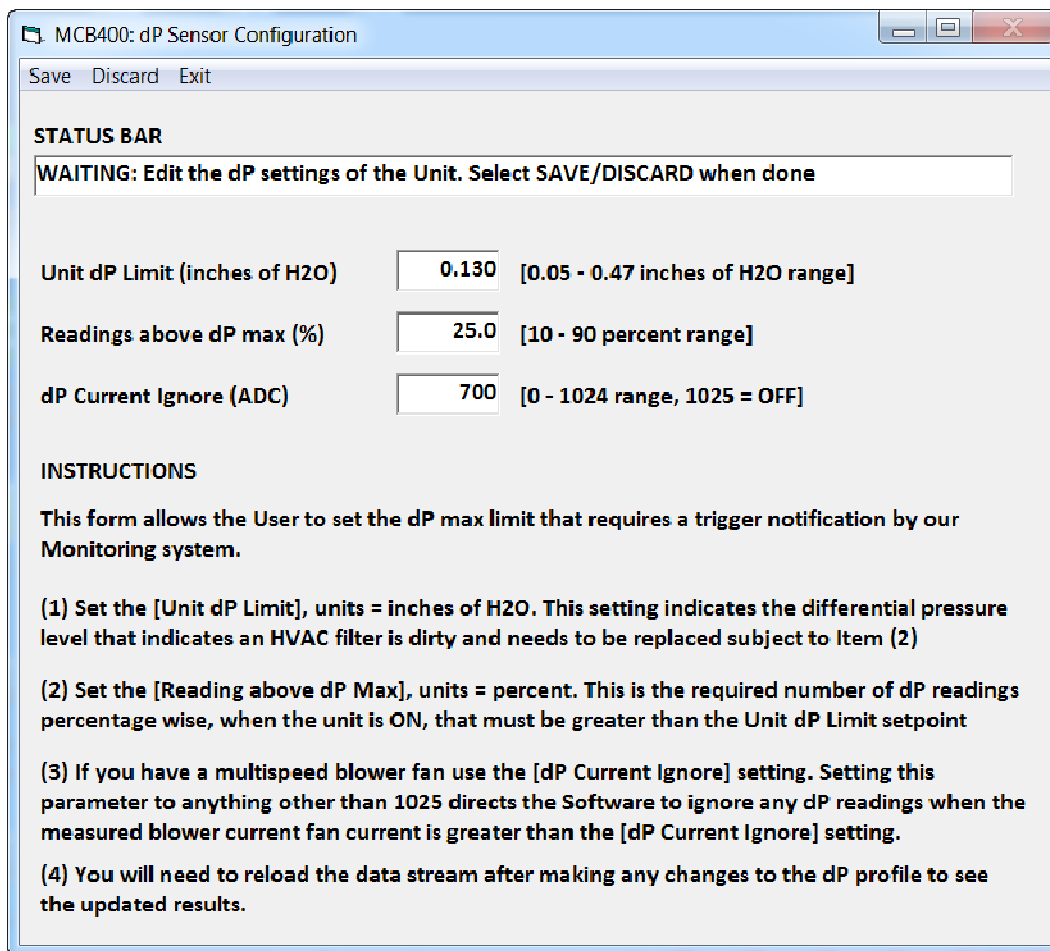 MCB400: dP Sensor Configuration
Save Discard Exit
STATUS BAR
WAITING: Edit the dP settings of the Unit. Select SAVE/DISCARD when done
Unit dP Limit (inches of H2O) 0.130 [0.05 - 0.47 inches of H2O range]
Readings above dP max (%) 25.0 [10 - 90 percent range]
dP Current Ignore (ADC) 700 [0 - 1024 range, 1025 = OFF]
INSTRUCTIONS
This form allows the User to set the dP max limit that requires a trigger notification by our
Monitoring system.
(1) Set the [Unit dP Limit], units = inches of H2O. This setting indicates the differential pressure
level that indicates an HVAC filter is dirty and needs to be replaced subject to Item (2)
(2) Set the [Reading above dP Max], units = percent. This is the required number of dP readings
percentage wise, when the unit is ON, that must be greater than the Unit dP Limit setpoint
(3) If you have a multispeed blower fan use the [dP Current Ignore] setting. Setting this
parameter to anything other than 1025 directs the Software to ignore any dP readings when the
measured blower current fan current is greater than the [dP Current Ignore] setting.
(4) You will need to reload the data stream after making any changes to the dP profile to see
the updated results.